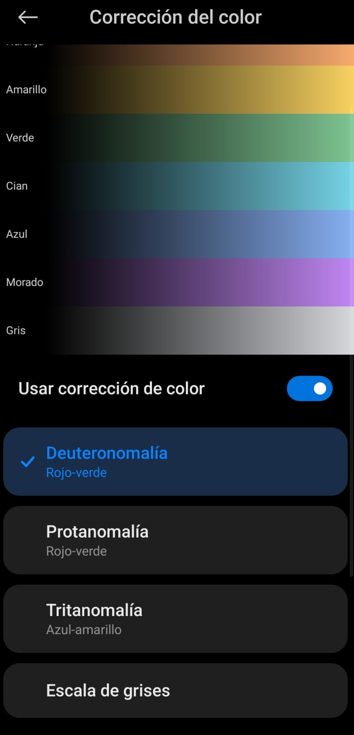 Corrección del color
Naranja
Amarillo
Verde
Cian
Azul
Morado
Gris
Usar corrección de color
Deuteronomalía
Rojo-verde
Protanomalía
Rojo-verde
Tritanomalía
Azul-amarillo
Escala de grises